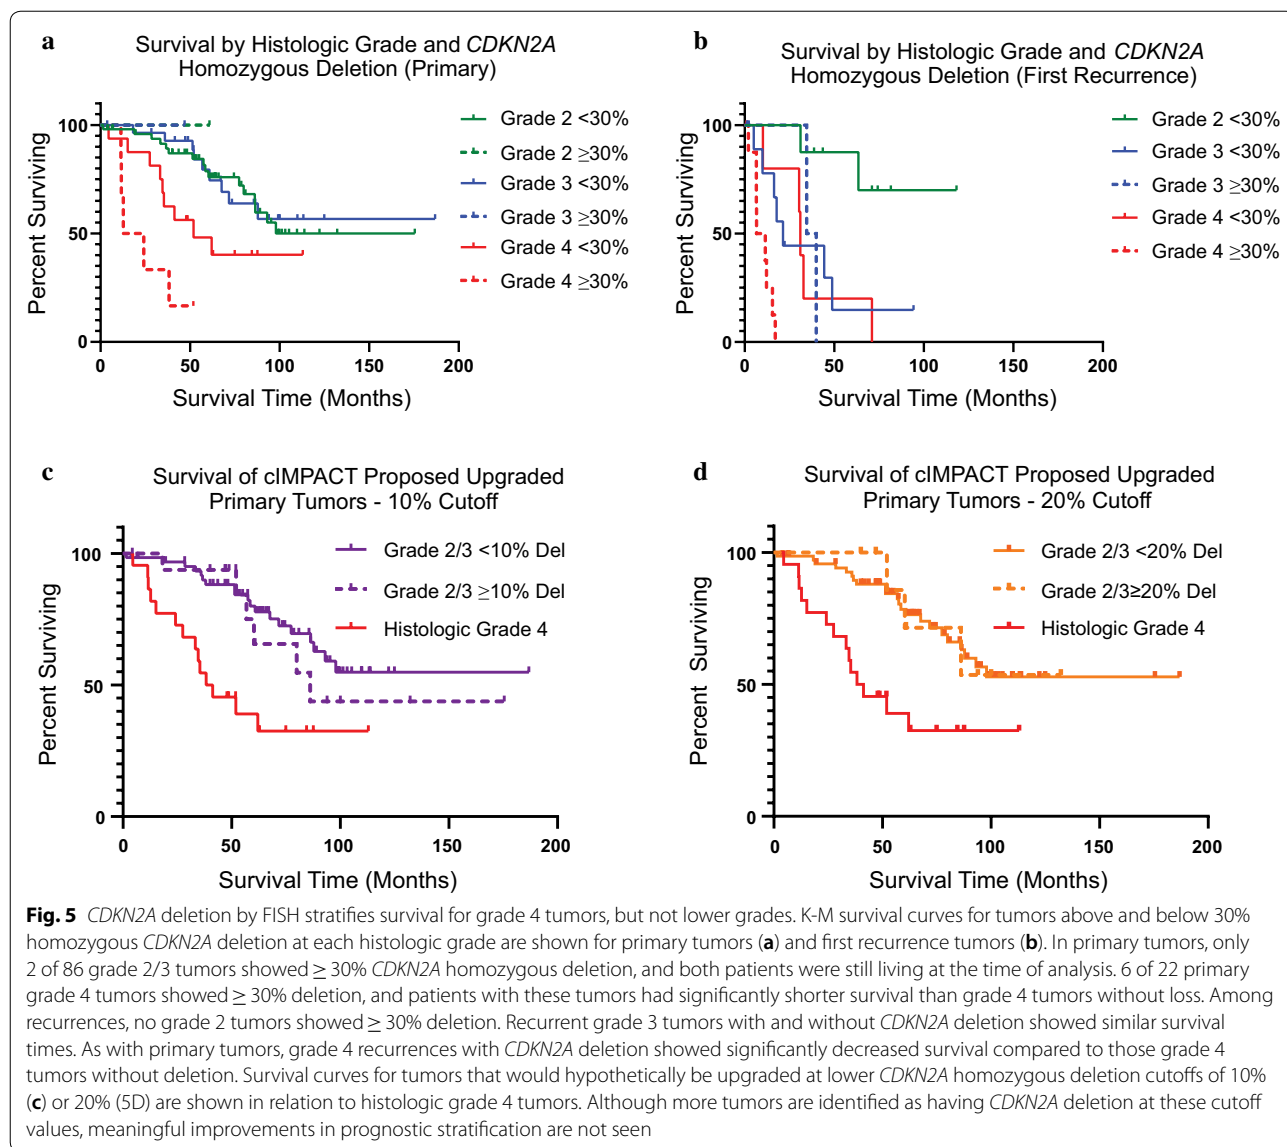 a
Survival by Histologic Grade and CDKN2A
Homozygous Deletion (Primary)
Percent Surviving
100
50
0
0 50 100 150 200
Survival Time (Months)
Grade 2 <30%
Grade 2 ≥30%
Grade 3 <30%
Grade 3 ≥30%
Grade 4 <30%
Grade 4 ≥30%
b
Survival by Histologic Grade and CDKN2A
Homozygous Deletion (First Recurrence)
Percent Surviving
100
50
0
0 50 100 150 200
Survival Time (Months)
Grade 2 <30%
Grade 3 <30%
Grade 3 ≥30%
Grade 4 <30%
Grade 4 ≥30%
c
Survival of cIMPACT Proposed Upgraded
Primary Tumors - 10% Cutoff
Percent Surviving
100
50
0
0 50 100 150 200
Survival Time (Months)
Grade 2/3 <10% Del
Grade 2/3 ≥10% Del
Histologic Grade 4
d
Survival of cIMPACT Proposed Upgraded
Primary Tumors - 20% Cutoff
Percent Surviving
100
50
0
0 50 100 150 200
Survival Time (Months)
Grade 2/3 <20% Del
Grade 2/3≥20% Del
Histologic Grade 4
Fig. 5 CDKN2A deletion by FISH stratifies survival for grade 4 tumors, but not lower grades. K-M survival curves for tumors above and below 30%
homozygous CDKN2A deletion at each histologic grade are shown for primary tumors (a) and first recurrence tumors (b). In primary tumors, only
2 of 86 grade 2/3 tumors showed ≥ 30% CDKN2A homozygous deletion, and both patients were still living at the time of analysis. 6 of 22 primary
grade 4 tumors showed ≥ 30% deletion, and patients with these tumors had significantly shorter survival than grade 4 tumors without loss. Among
recurrences, no grade 2 tumors showed ≥ 30% deletion. Recurrent grade 3 tumors with and without CDKN2A deletion showed similar survival
times. As with primary tumors, grade 4 recurrences with CDKN2A deletion showed significantly decreased survival compared to those grade 4
tumors without deletion. Survival curves for tumors that would hypothetically be upgraded at lower CDKN2A homozygous deletion cutoffs of 10%
(c) or 20% (5D) are shown in relation to histologic grade 4 tumors. Although more tumors are identified as having CDKN2A deletion at these cutoff
values, meaningful improvements in prognostic stratification are not seen